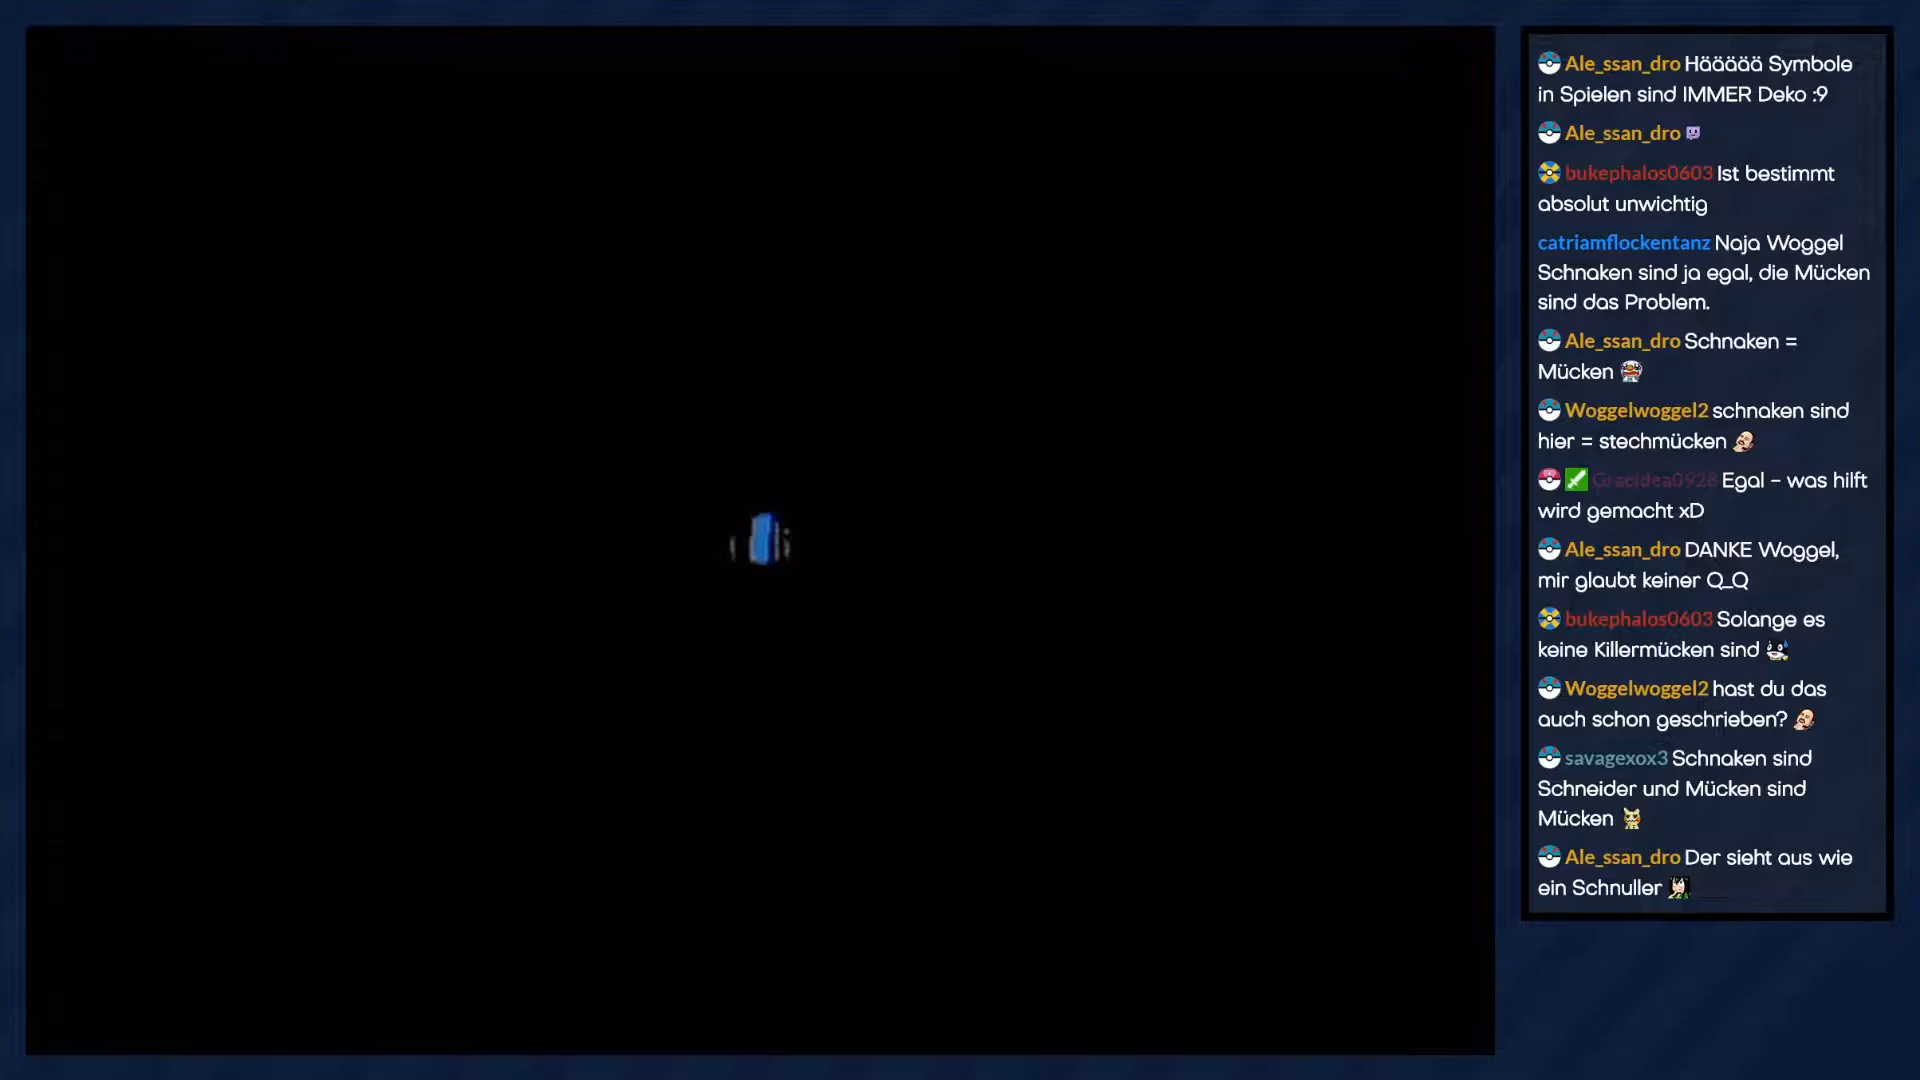 Ale_ssan_dro Häääää Symbole
in Spielen sind IMMER Deko :9
Ale_ssan_dro
bukephalos0603 Ist bestimmt
absolut unwichtig
catriamflockentanz Naja Woggel
Schnaken sind ja egal, die Mücken
sind das Problem.
Ale_ssan_dro Schnaken =
Mücken
Woggelwoggel2 schnaken sind
hier = stechmücken
Gracidea0928 Egal - was hilft
wird gemacht xD
Ale_ssan_dro DANKE Woggel,
mir glaubt keiner Q_Q
bukephalos0603 Solange es
keine Killermücken sind
Woggelwoggel2 hast du das
auch schon geschrieben?
savagexox3 Schnaken sind
Schneider und Mücken sind
Mücken
Ale_ssan_dro Der sieht aus wie
ein Schnuller